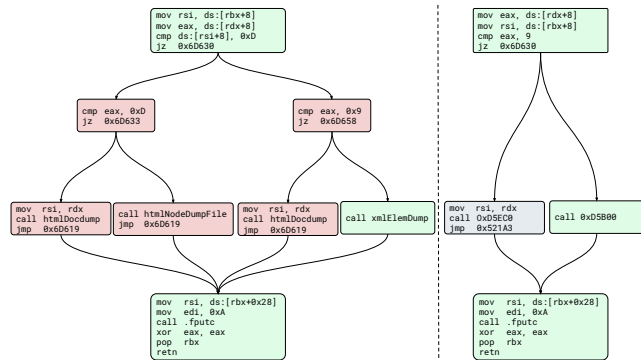 mov rsi, ds:[rbx+8]
mov eax, ds:[rdx+8]
cmp ds:[rsi+8], 0xD
jz 0x6D630
cmp eax, 0xD
jz 0x6D633
cmp eax, 0x9
jz 0x6D658
mov rsi, rdx
call htmlDocdump
jmp 0x6D619
call htmlNodeDumpFile
jmp 0x6D619
mov rsi, rdx
call htmlDocdump
jmp 0x6D619
call xmlElemDump
mov rsi, ds:[rbx+0x28]
mov edi, 0xA
call .fputc
xor eax, eax
pop rbx
retn
mov eax, ds:[rdx+8]
mov rsi, ds:[rbx+8]
cmp eax, 9
jz 0x6D630
mov rsi, rdx
call OxD5EC0
jmp 0x521A3
call 0xD5B00
mov rsi, ds:[rbx+0x28]
mov edi, 0xA
call .fputc
xor eax, eax
pop rbx
retn